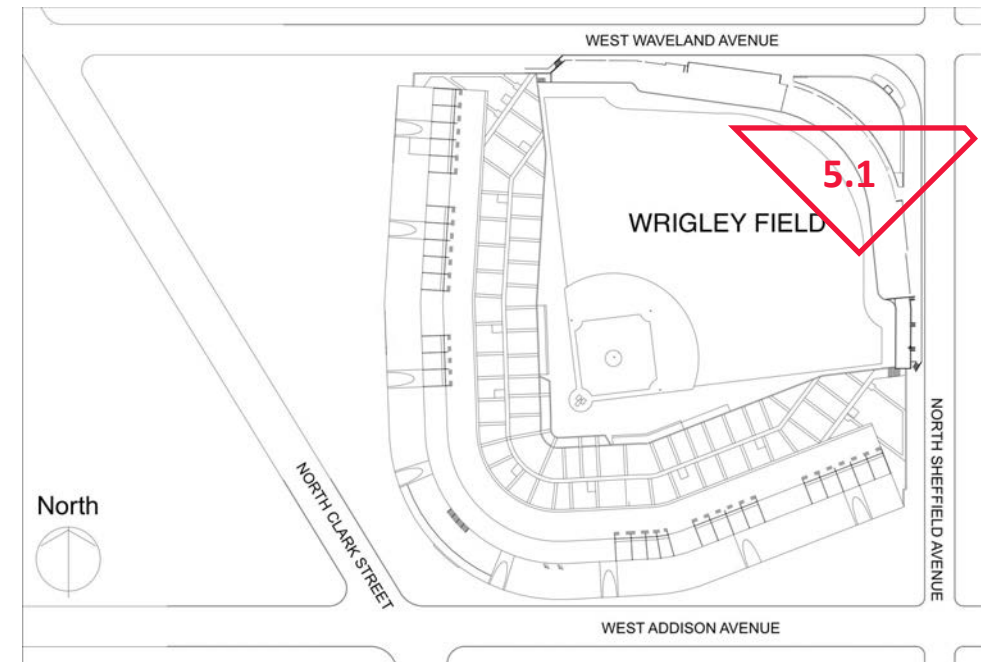 WEST WAVELAND AVENUE
5.1
WRIGLEY FIELD
NORTH SHEFFIELD AVENUE
NORTH CLARK STREET
North
WEST ADDISON AVENUE